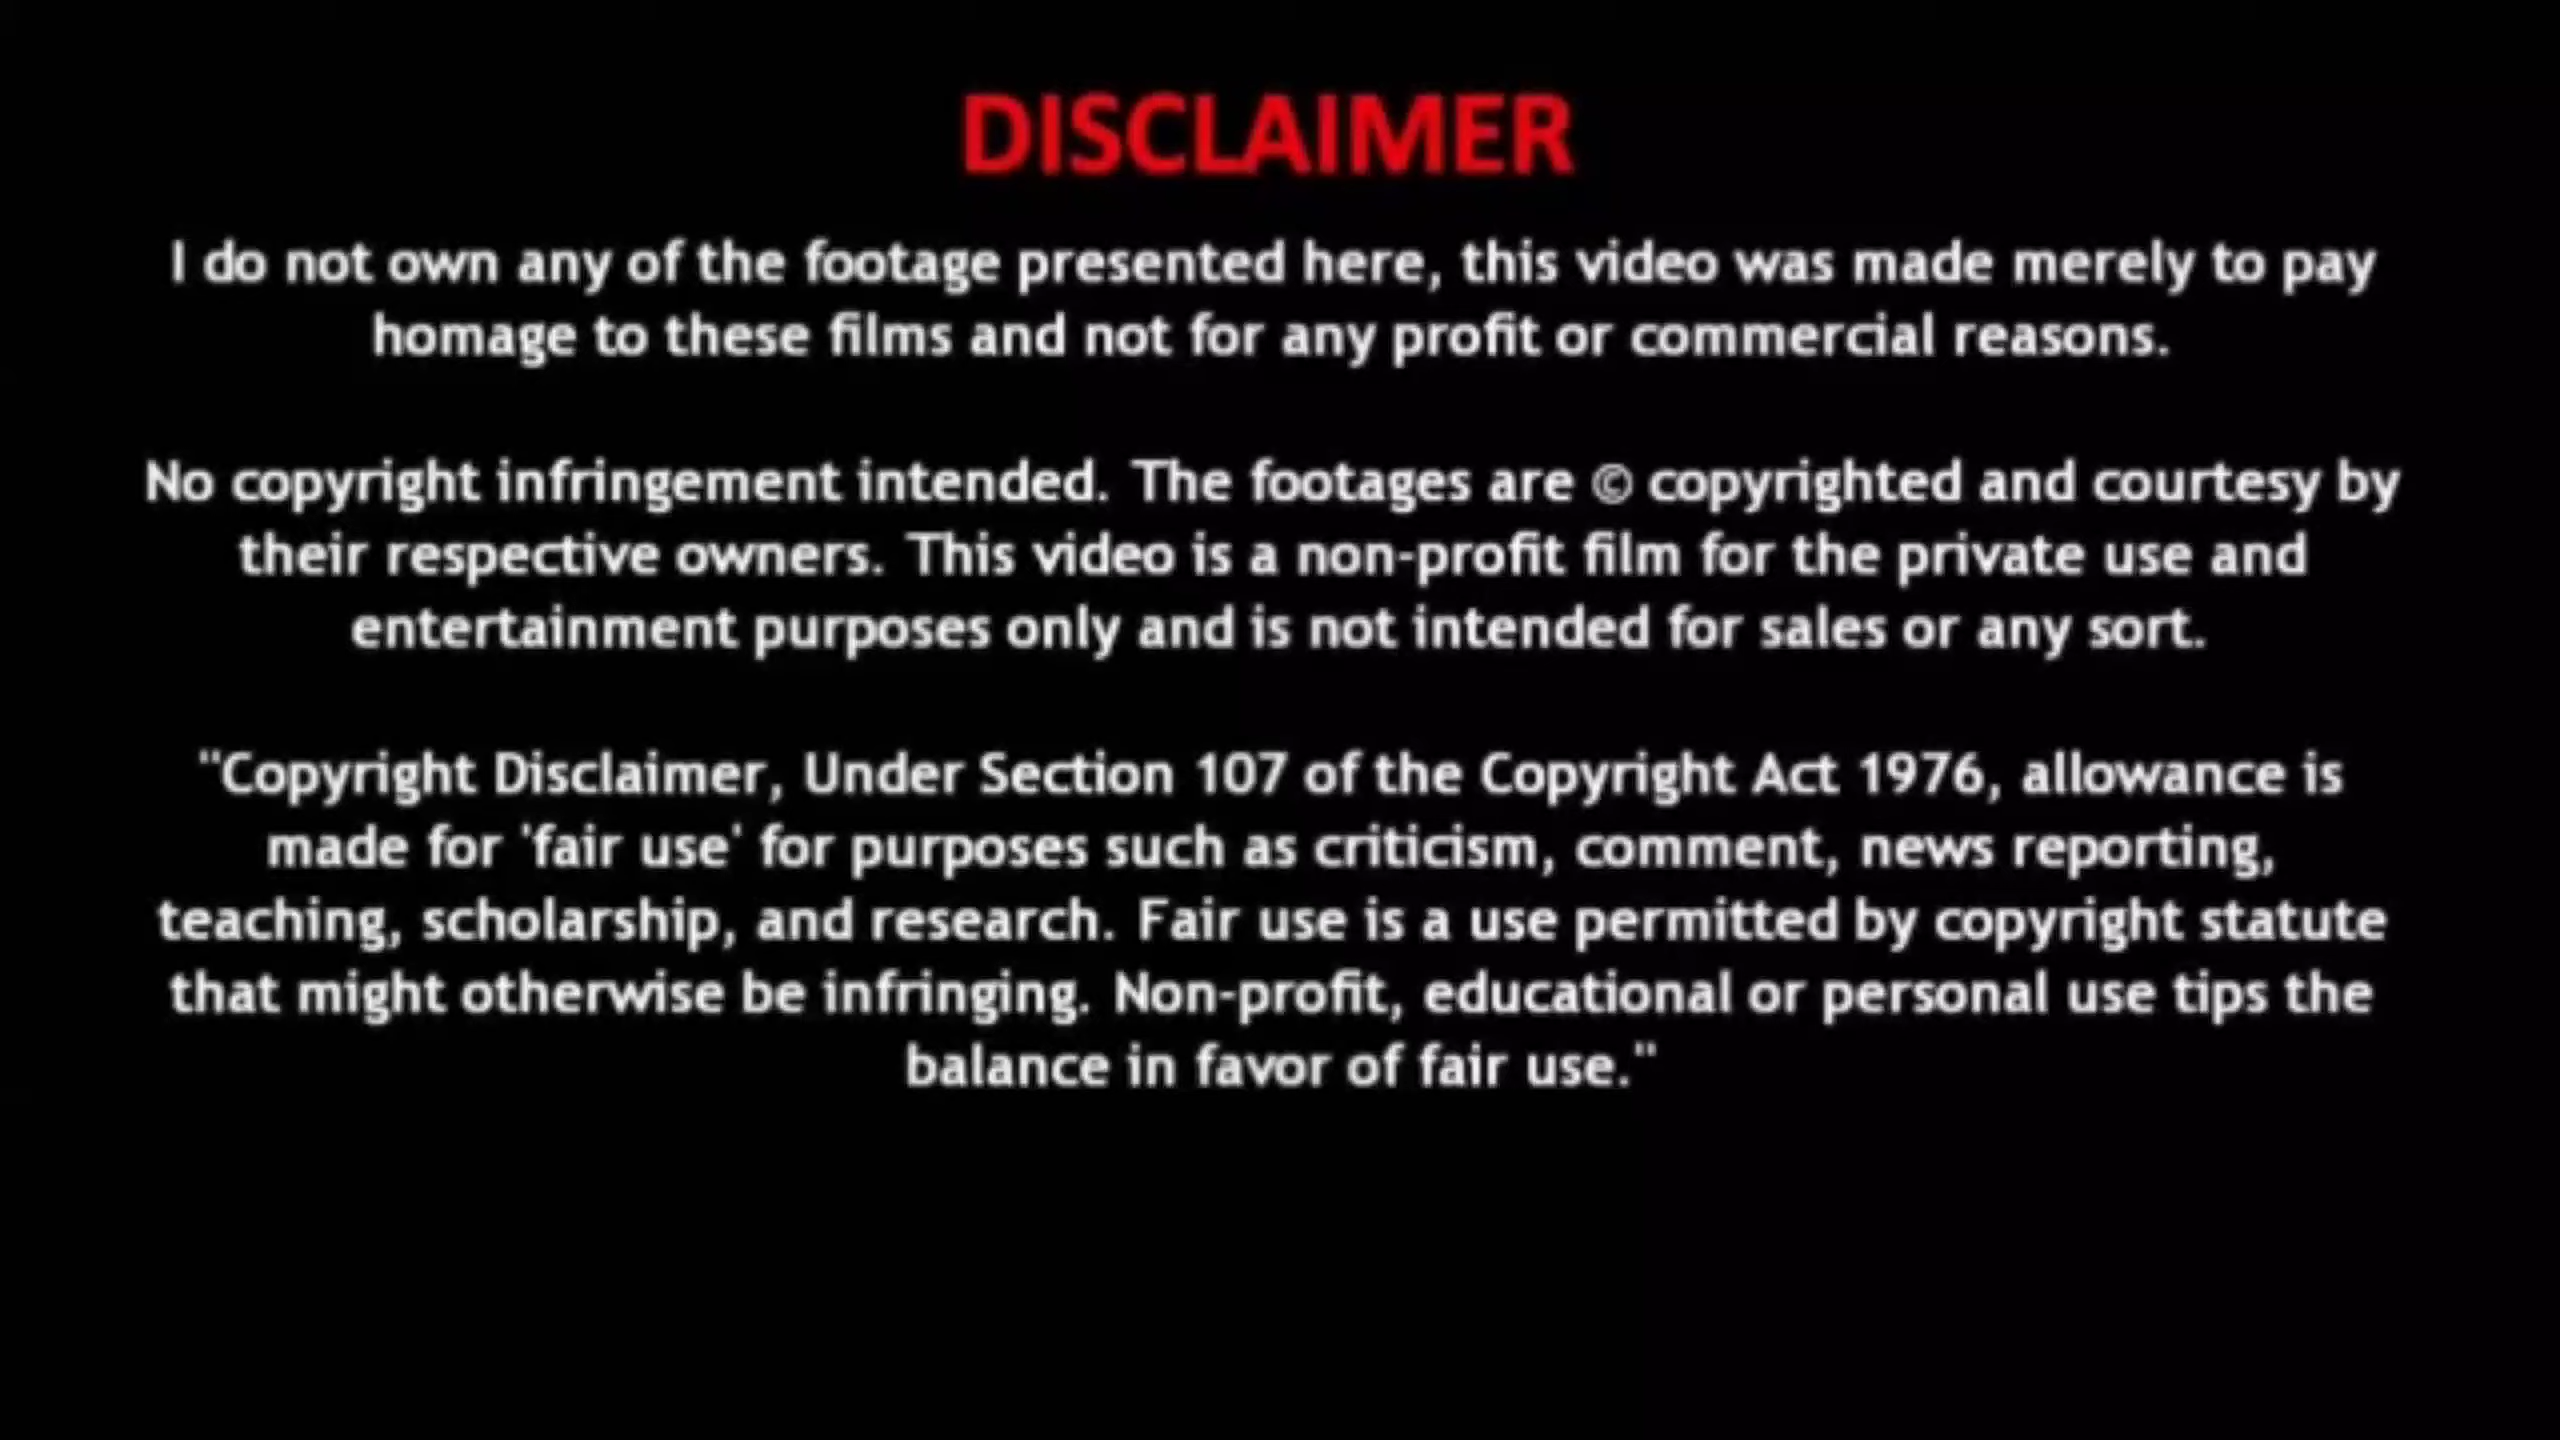 DISCLAIMER
I do not own any of the footage presented here, this video was made merely to pay
homage to these films and not for any profit or commercial reasons.
No copyright infringement intended. The footages are © copyrighted and courtesy by
their respective owners. This video is a non-profit film for the private use and
entertainment purposes only and is not intended for sales or any sort.
"Copyright Disclaimer, Under Section 107 of the Copyright Act 1976, allowance is
made for 'fair use' for purposes such as criticism, comment, news reporting,
teaching, scholarship, and research. Fair use is a use permitted by copyright statute
that might otherwise be infringing. Non-profit, educational or personal use tips the
balance in favor of fair use."